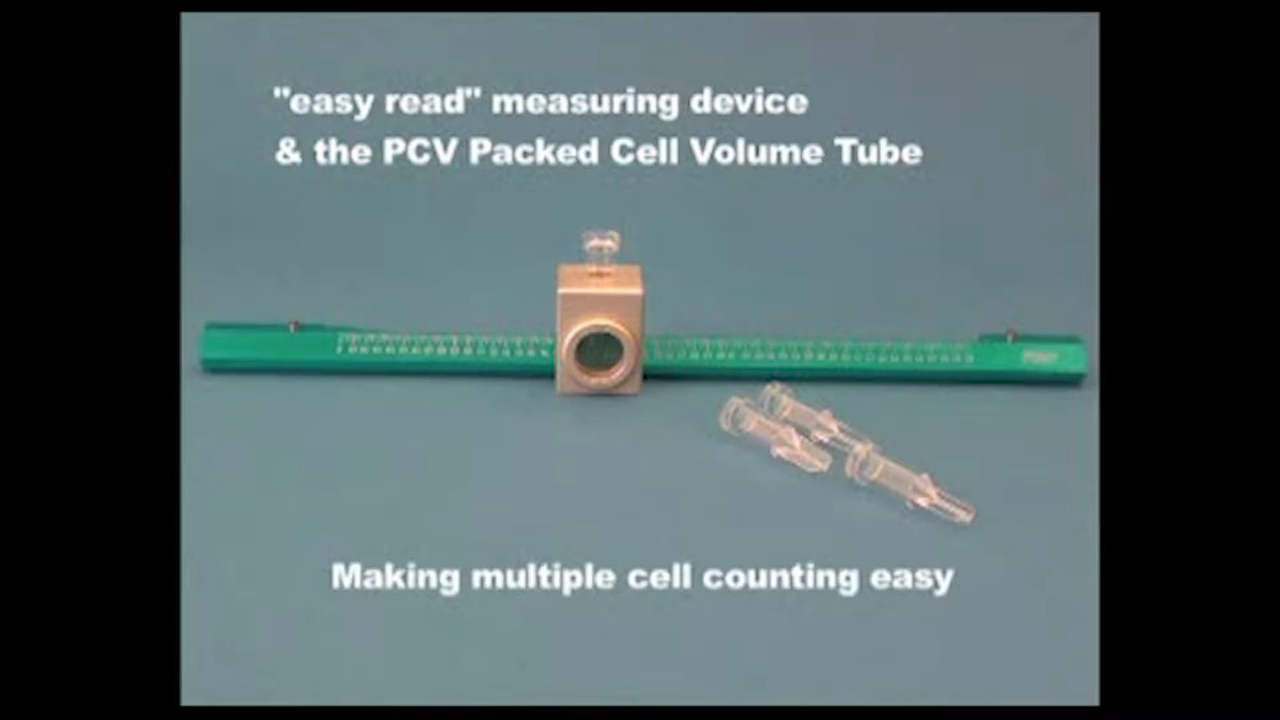 "easy read" measuring device
& the PCV Packed Cell Volume Tube
Making multiple cell counting easy